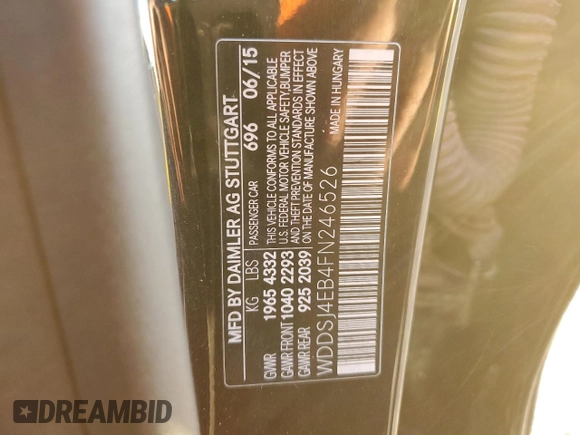 MFD BY DAIMLER AG STUTTGART
KG LBS PASSENGER CAR 696 06/15
GVWR 1965 4332 THIS VEHICLE CONFORMS TO ALL APPLICABLE
GAWR FRONT 1040 2293 U.S. FEDERAL MOTOR VEHICLE SAFETY,BUMPER
GAWR REAR 925 2039 AND THEFT PREVENTION STANDARDS IN EFFECT
ON DATE OF MANUFACTURE SHOWN ABOVE
WDDSJ4EB4FN246526
MADE IN HUNGARY
DREAMBID